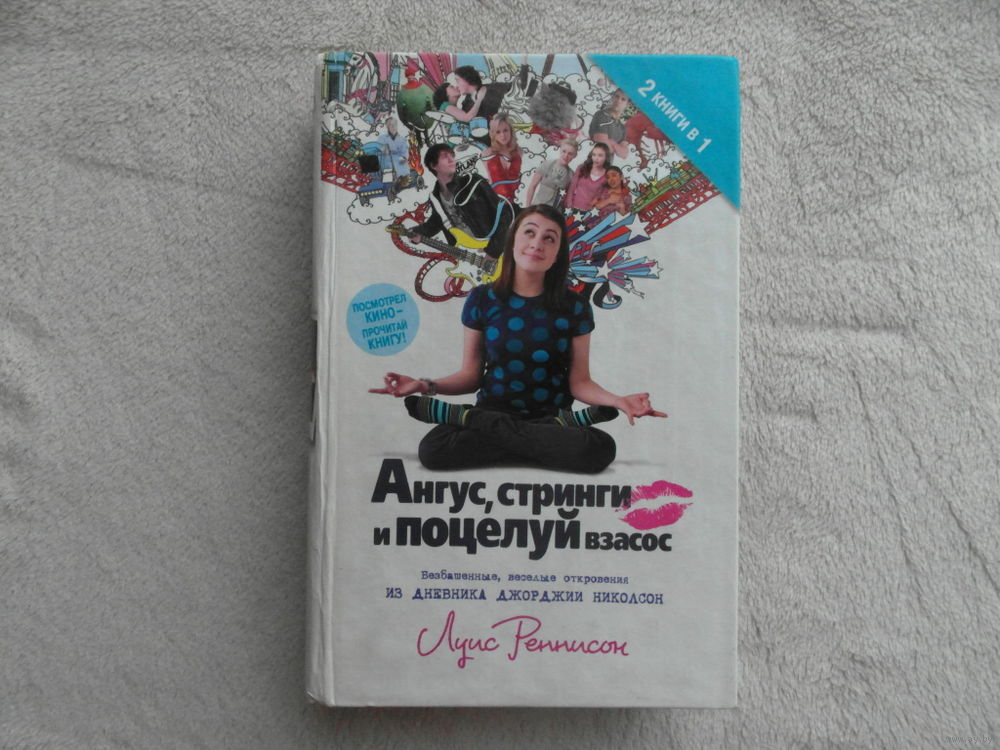 2 КНИГИ В 1
ПОСМОТРЕЛ
КИНО–
ПРОЧИТАЙ
КНИГУ!
Ангус, стринги
и поцелуй взасос
Безбашенные, веселые откровения
ИЗ ДНЕВНИКА ДЖОРДЖИИ НИКОЛСОН
Луис Реннисон